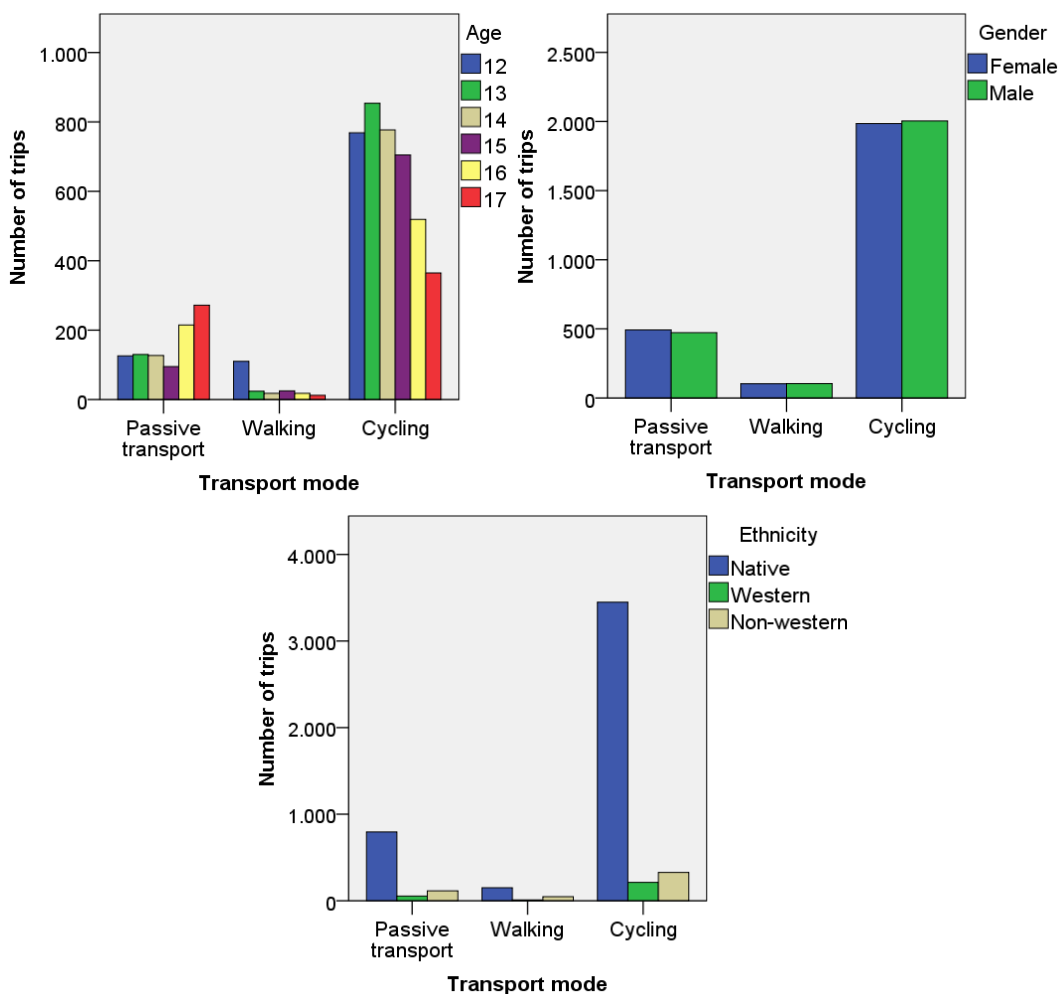 Age
12
13
14
15
16
17
1.000
800
600
400
200
0
Number of trips
Passive transport
Walking
Cycling
Transport mode
Gender
Female
Male
2.500
2.000
1.500
1.000
500
0
Number of trips
Passive transport
Walking
Cycling
Transport mode
Ethnicity
Native
Western
Non-western
4.000
3.000
2.000
1.000
0
Number of trips
Passive transport
Walking
Cycling
Transport mode